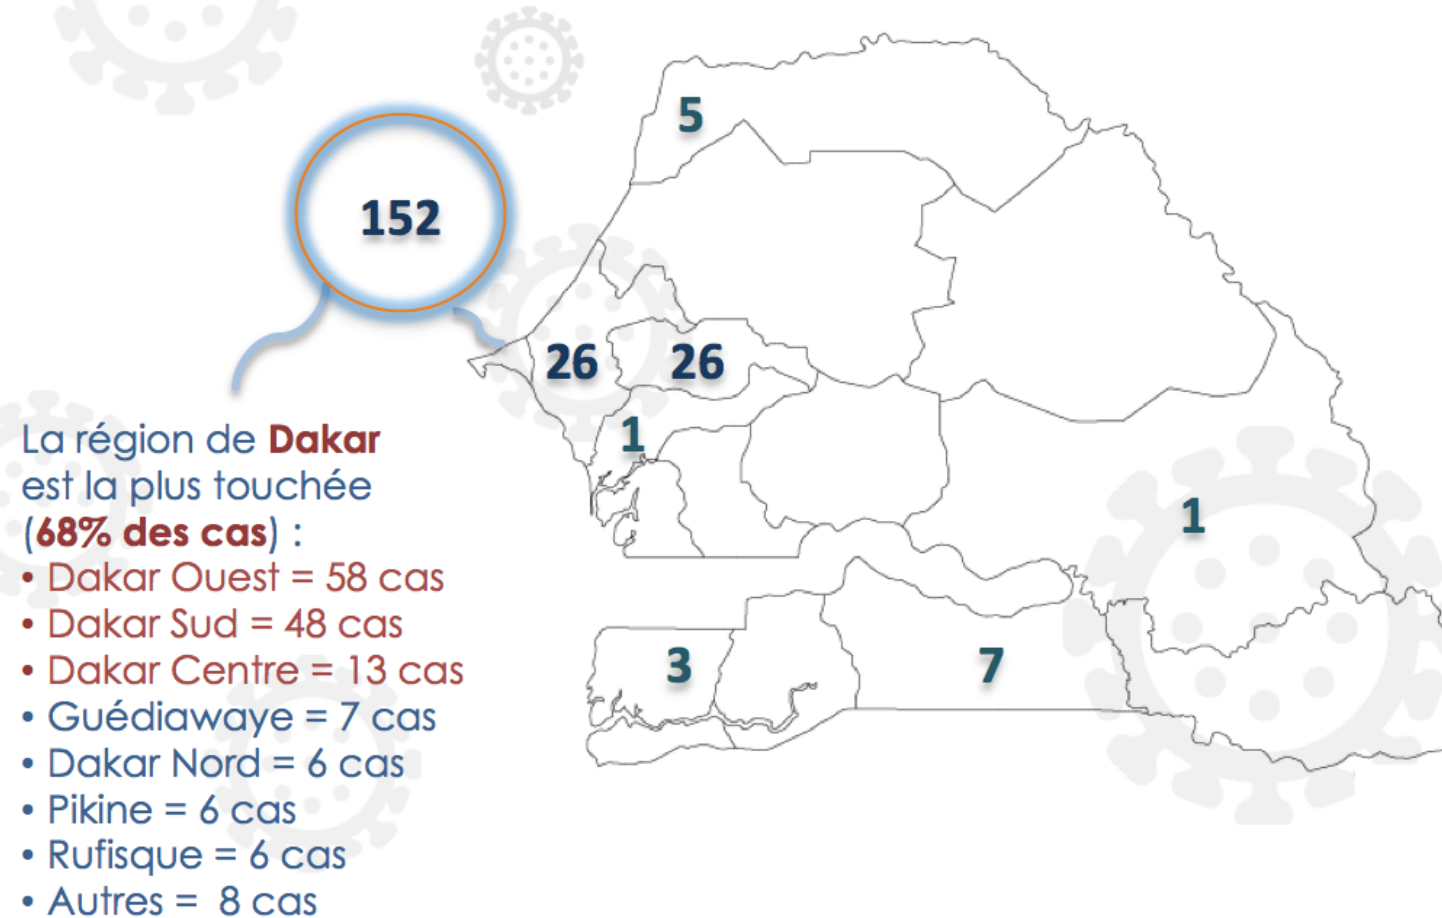 5
152
26
26
1
1
3
7
La région de Dakar
est la plus touchée
(68% des cas) :
• Dakar Ouest = 58 cas
• Dakar Sud = 48 cas
• Dakar Centre = 13 cas
• Guédiawaye = 7 cas
• Dakar Nord = 6 cas
• Pikine = 6 cas
• Rufisque = 6 cas
• Autres = 8 cas